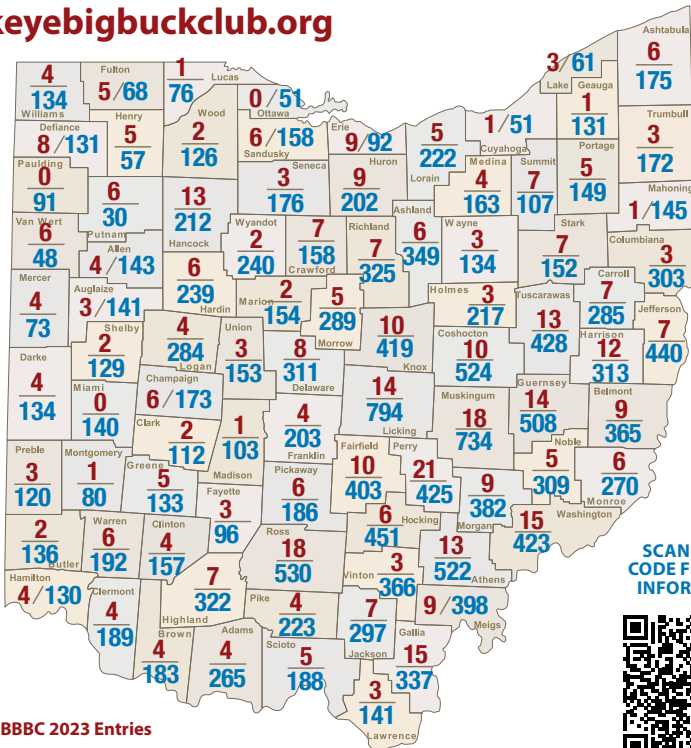 keyebigbuckclub.org
Williams 4 134
Fulton 5/68
Lucas 1 76
Ottawa 0/51
Lake 3/61
Geauga 1 131
Ashtabula 6 175
Defiance 8/131
Henry 5 57
Wood 2 126
Sandusky 6/158
Erie 9/92
Lorain 5 222
Cuyahoga 1/51
Trumbull 3 172
Paulding 0 91
Putnam 6 30
Hancock 13 212
Seneca 3 176
Huron 9 202
Medina 4 163
Summit 7 107
Portage 5 149
Mahoning 1/145
Van Wert 6 48
Allen 4/143
Wyandot 2 240
Crawford 7 158
Richland 7 325
Ashland 6 349
Wayne 3 134
Stark 7 152
Columbiana 3 303
Mercer 4 73
Auglaize 3/141
Hardin 6 239
Marion 2 154
Morrow 5 289
Holmes 3 217
Tuscarawas 13 428
Carroll 7 285
Jefferson 7 440
Shelby 2 129
Logan 4 284
Union 3 153
Delaware 8 311
Knox 10 419
Coshocton 10 524
Harrison 12 313
Darke 4 134
Miami 0 140
Champaign 6/173
Clark 2 112
Madison 1 103
Franklin 4 203
Licking 14 794
Muskingum 18 734
Guernsey 14 508
Belmont 9 365
Preble 3 120
Montgomery 1 80
Greene 5 133
Fayette 3 96
Pickaway 6 186
Fairfield 10 403
Perry 21 425
Morgan 9 382
Noble 5 309
Monroe 6 270
Washington 15 423
Butler 2 136
Warren 6 192
Clinton 4 157
Ross 18 530
Hocking 6 451
Vinton 3 366
Athens 13 522
Hamilton 4/130
Clermont 4 189
Highland 7 322
Pike 4 223
Jackson 7 297
Meigs 9/398
Brown 4 183
Adams 4 265
Scioto 5 188
Gallia 15 337
Lawrence 3 141
SCAN
CODE F
INFOR
BBBC 2023 Entries